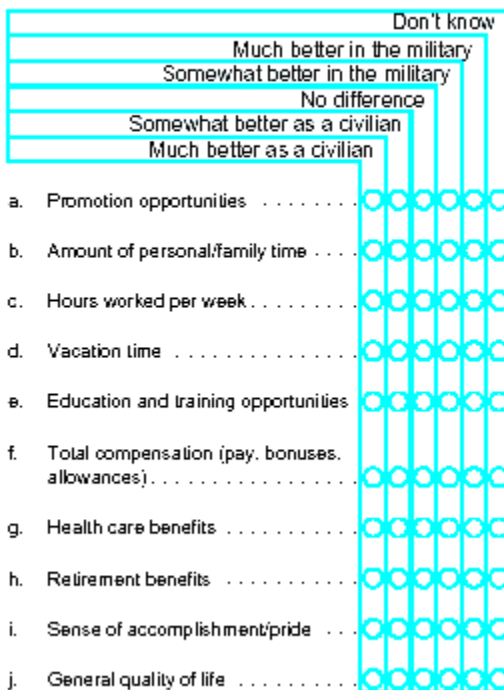 Don't know
Much better in the military
Somewhat better in the military
No difference
Somewhat better as a civilian
Much better as a civilian
a. Promotion opportunities . . . . . . . .
b. Amount of personal/family time . . . .
c. Hours worked per week . . . . . . . . .
d. Vacation time . . . . . . . . . . . . . . .
e. Education and training opportunities
f. Total compensation (pay, bonuses,
allowances) . . . . . . . . . . . . . . . . .
g. Health care benefits . . . . . . . . . . .
h. Retirement benefits . . . . . . . . . . .
i. Sense of accomplishment/pride . . .
j. General quality of life . . . . . . . . . .